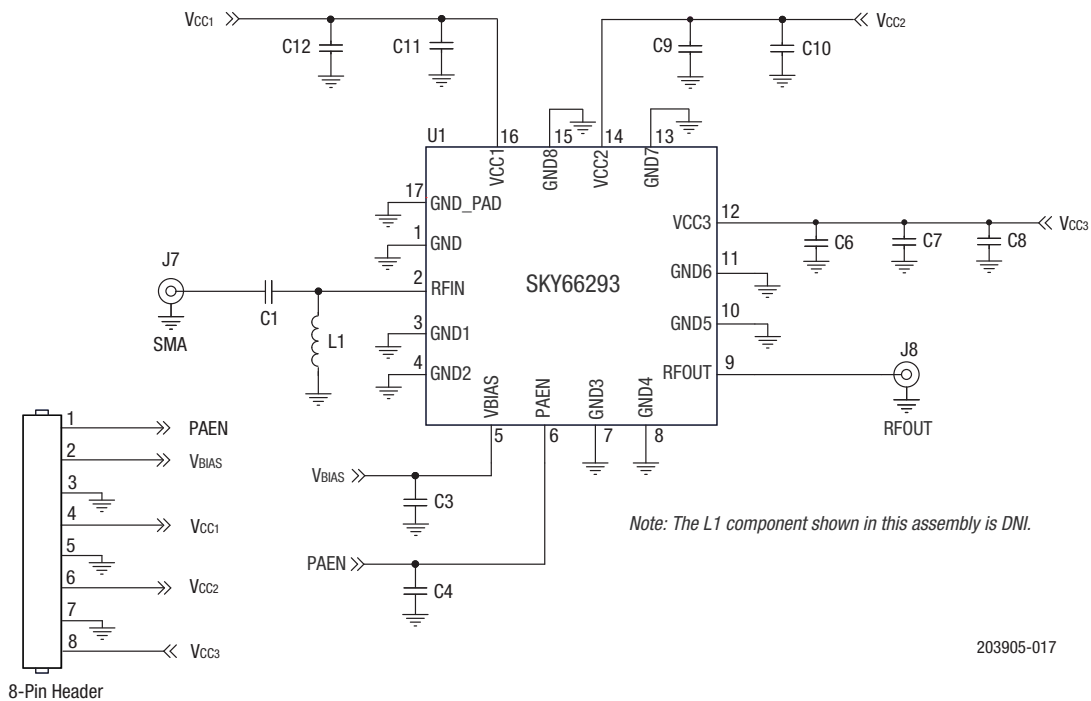 VCC1
VCC2
C12
C11
C9
C10
U1
16
15
14
13
VCC1
GND8
VCC2
GND7
17
GND_PAD
VCC3
12
VCC3
1
GND
C6
C7
C8
J7
2
RFIN
SKY66293
GND6
11
C1
SMA
L1
3
GND1
GND5
10
4
GND2
RFOUT
9
J8
RFOUT
VBIAS
PAEN
GND3
GND4
5
6
7
8
1
PAEN
2
VBIAS
3
4
VCC1
5
6
VCC2
7
8
VCC3
8-Pin Header
VBIAS
C3
PAEN
C4
Note: The L1 component shown in this assembly is DNI.
203905-017